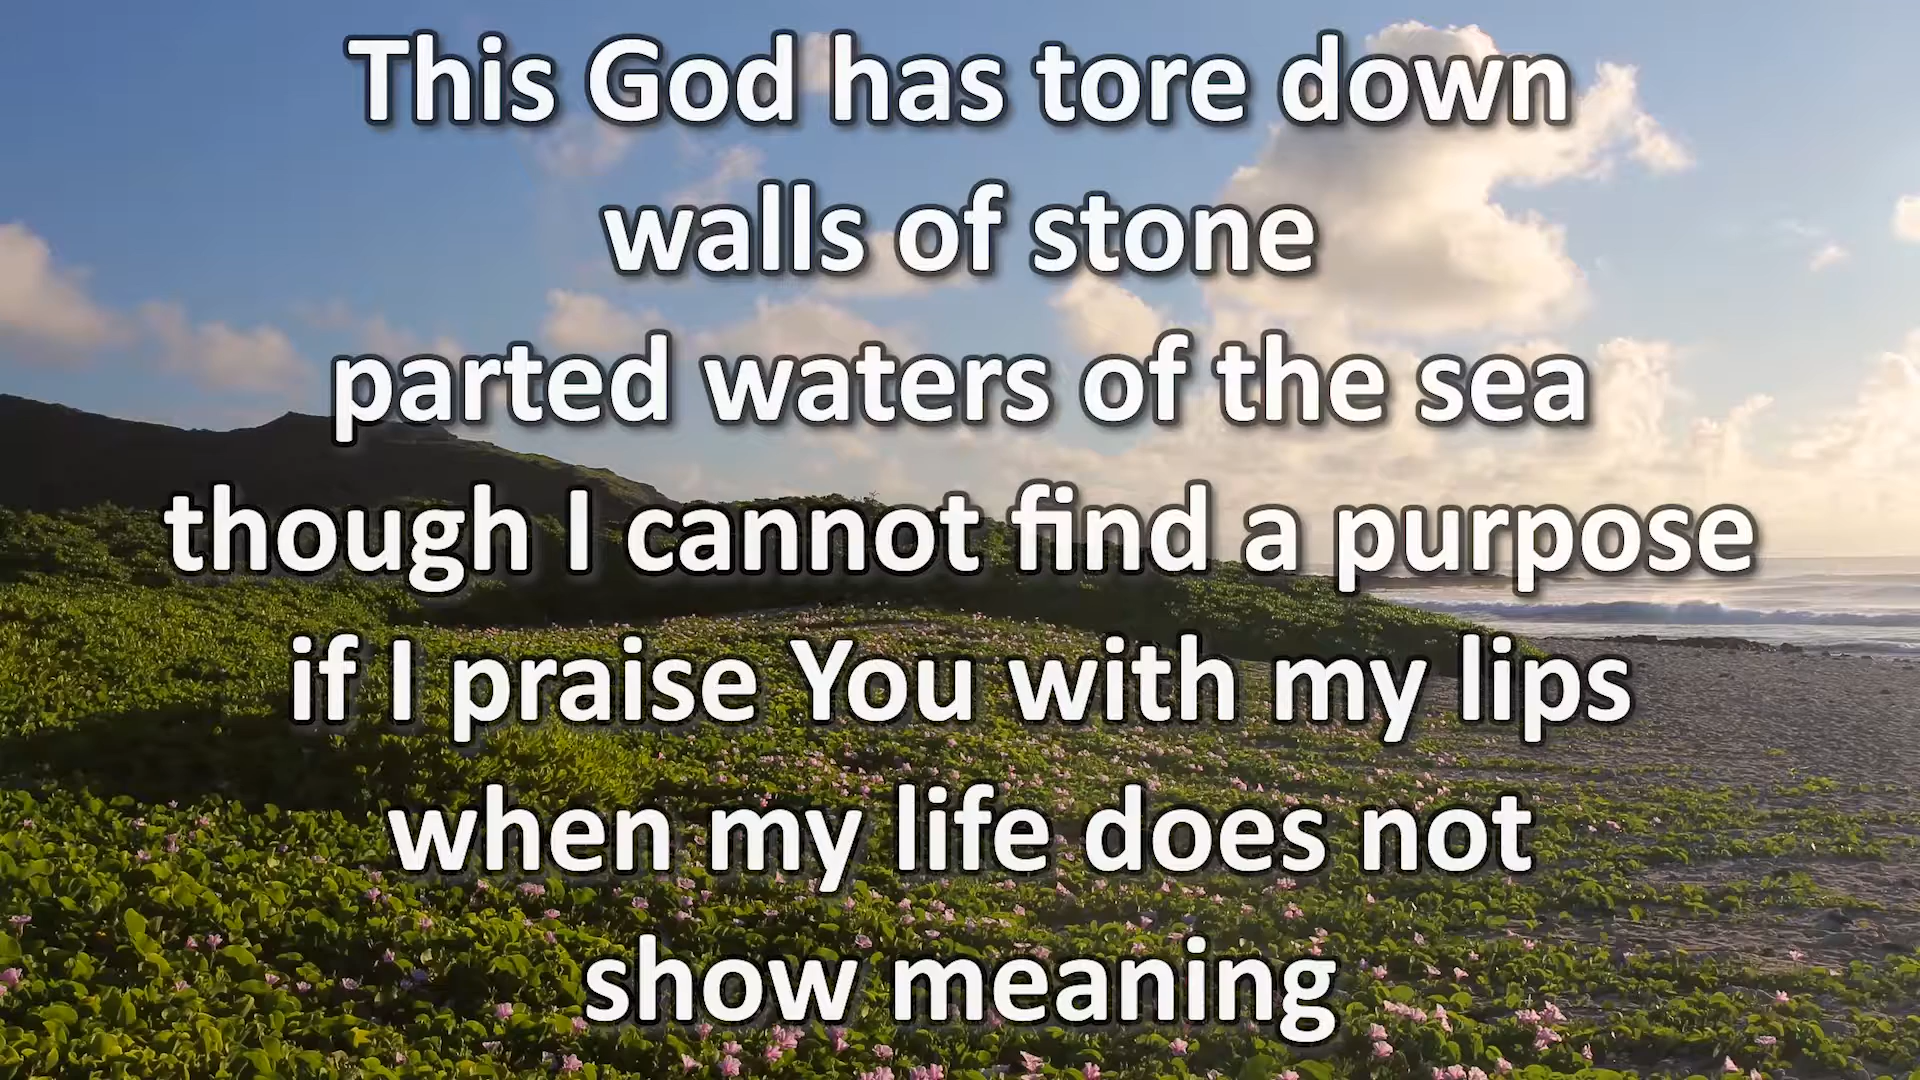 This God has tore down
walls of stone
parted waters of the sea
though I cannot find a purpose
if I praise You with my lips
when my life does not
show meaning